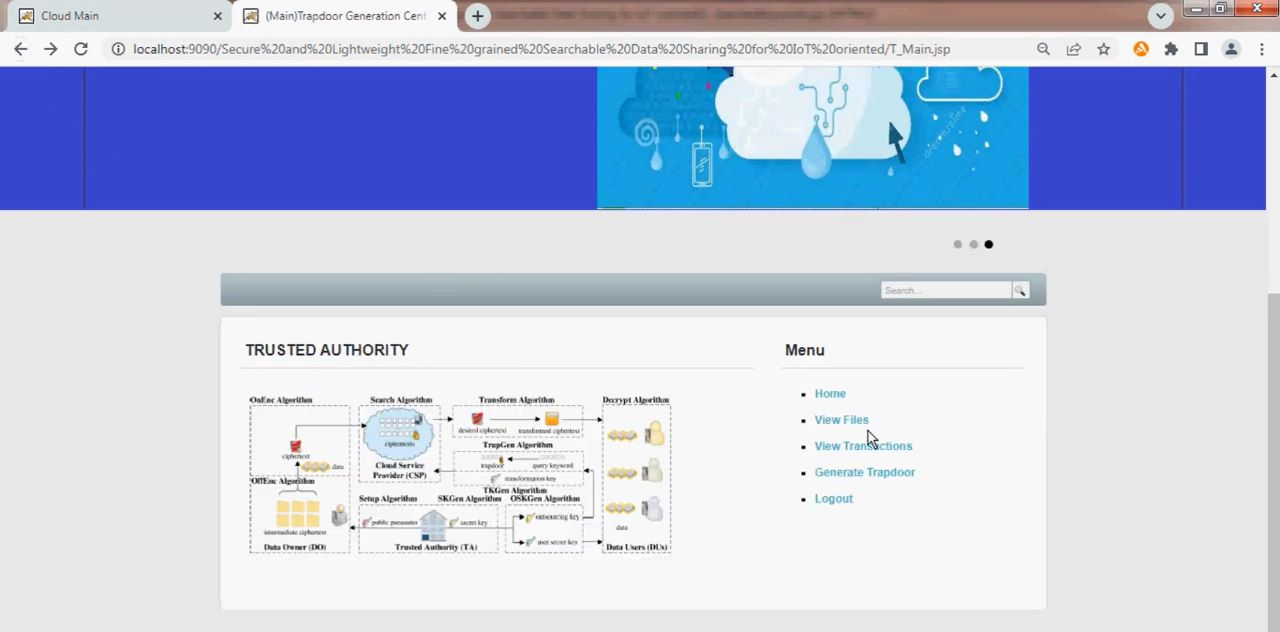 Cloud Main
(Main)Trapdoor Generation Cent
localhost:9090/Secure%20and%20Lightweight%20Fine%20grained%20Searchable%20Data%20Sharing%20for%20IoT%20oriented/T_Main.jsp
dreamstime
Search...
TRUSTED AUTHORITY
Menu
Home
View Files
View Transactions
Generate Trapdoor
Logout
OnEnc Algorithm
Search Algorithm
Transform Algorithm
Decrypt Algorithm
ciphertexts
desired ciphertext
transformed ciphertext
ciphertext
data
Cloud Service
Provider (CSP)
TrapGen Algorithm
trapdoor
query keyword
transformation key
OffEnc Algorithm
TKGen Algorithm
Setup Algorithm
SKGen Algorithm
OSKGen Algorithm
public parameter
secret key
outsourcing key
user secret key
data
intermediate ciphertext
Data Owner (DO)
Trusted Authority (TA)
Data Users (DUs)